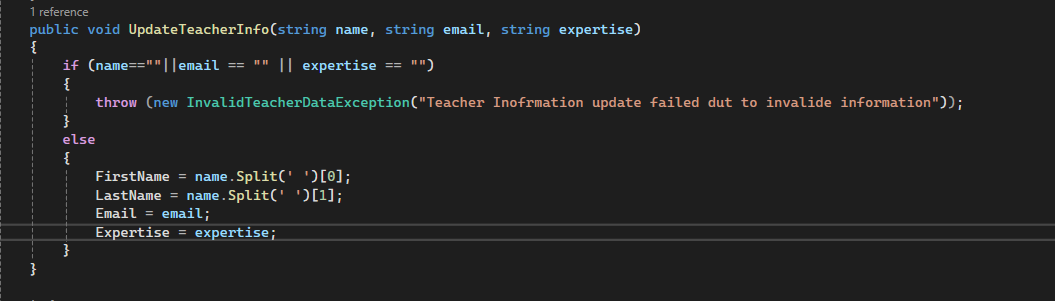 1 reference
public void UpdateTeacherInfo(string name, string email, string expertise)
{
if (name==""||email == "" || expertise == "")
{
throw (new InvalidTeacherDataException("Teacher Inofrmation update failed dut to invalide information"));
}
else
{
FirstName = name.Split(' ')[0];
LastName = name.Split(' ')[1];
Email = email;
Expertise = expertise;
}
}